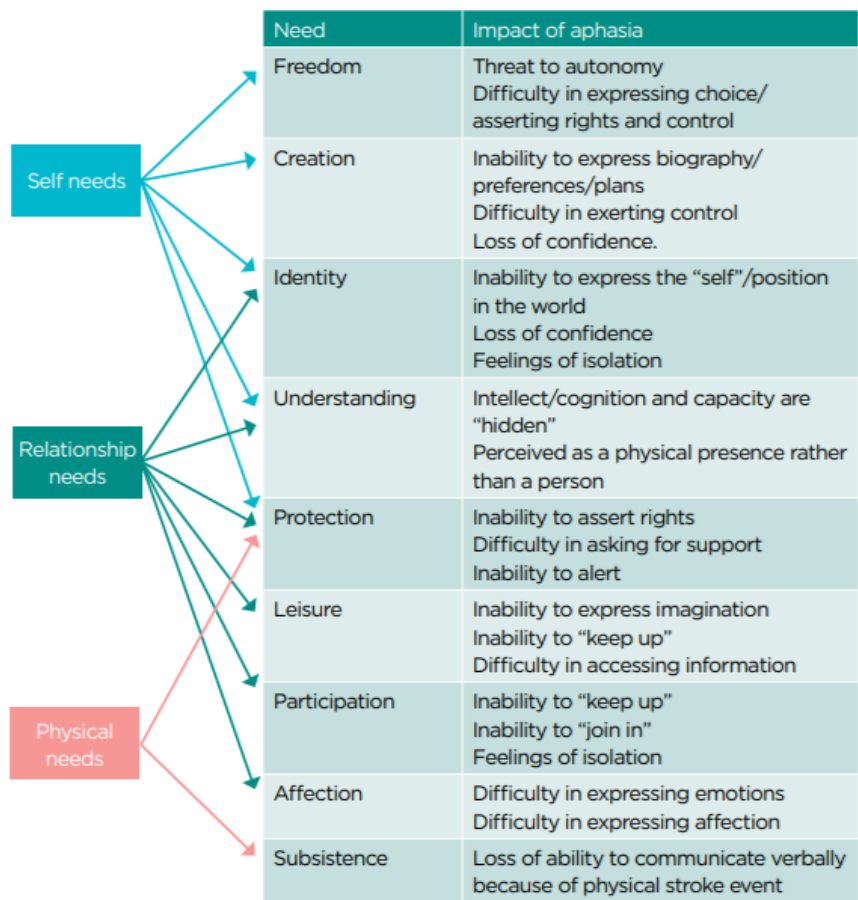 Need Impact of aphasia
Freedom Threat to autonomy
Difficulty in expressing choice/
asserting rights and control
Self needs
Creation Inability to express biography/
preferences/plans
Difficulty in exerting control
Loss of confidence.
Identity Inability to express the “self”/position
in the world
Loss of confidence
Feelings of isolation
Relationship
needs
Understanding Intellect/cognition and capacity are
“hidden”
Perceived as a physical presence rather
than a person
Protection Inability to assert rights
Difficulty in asking for support
Inability to alert
Leisure Inability to express imagination
Inability to “keep up”
Difficulty in accessing information
Physical
needs
Participation Inability to “keep up”
Inability to “join in”
Feelings of isolation
Affection Difficulty in expressing emotions
Difficulty in expressing affection
Subsistence Loss of ability to communicate verbally
because of physical stroke event